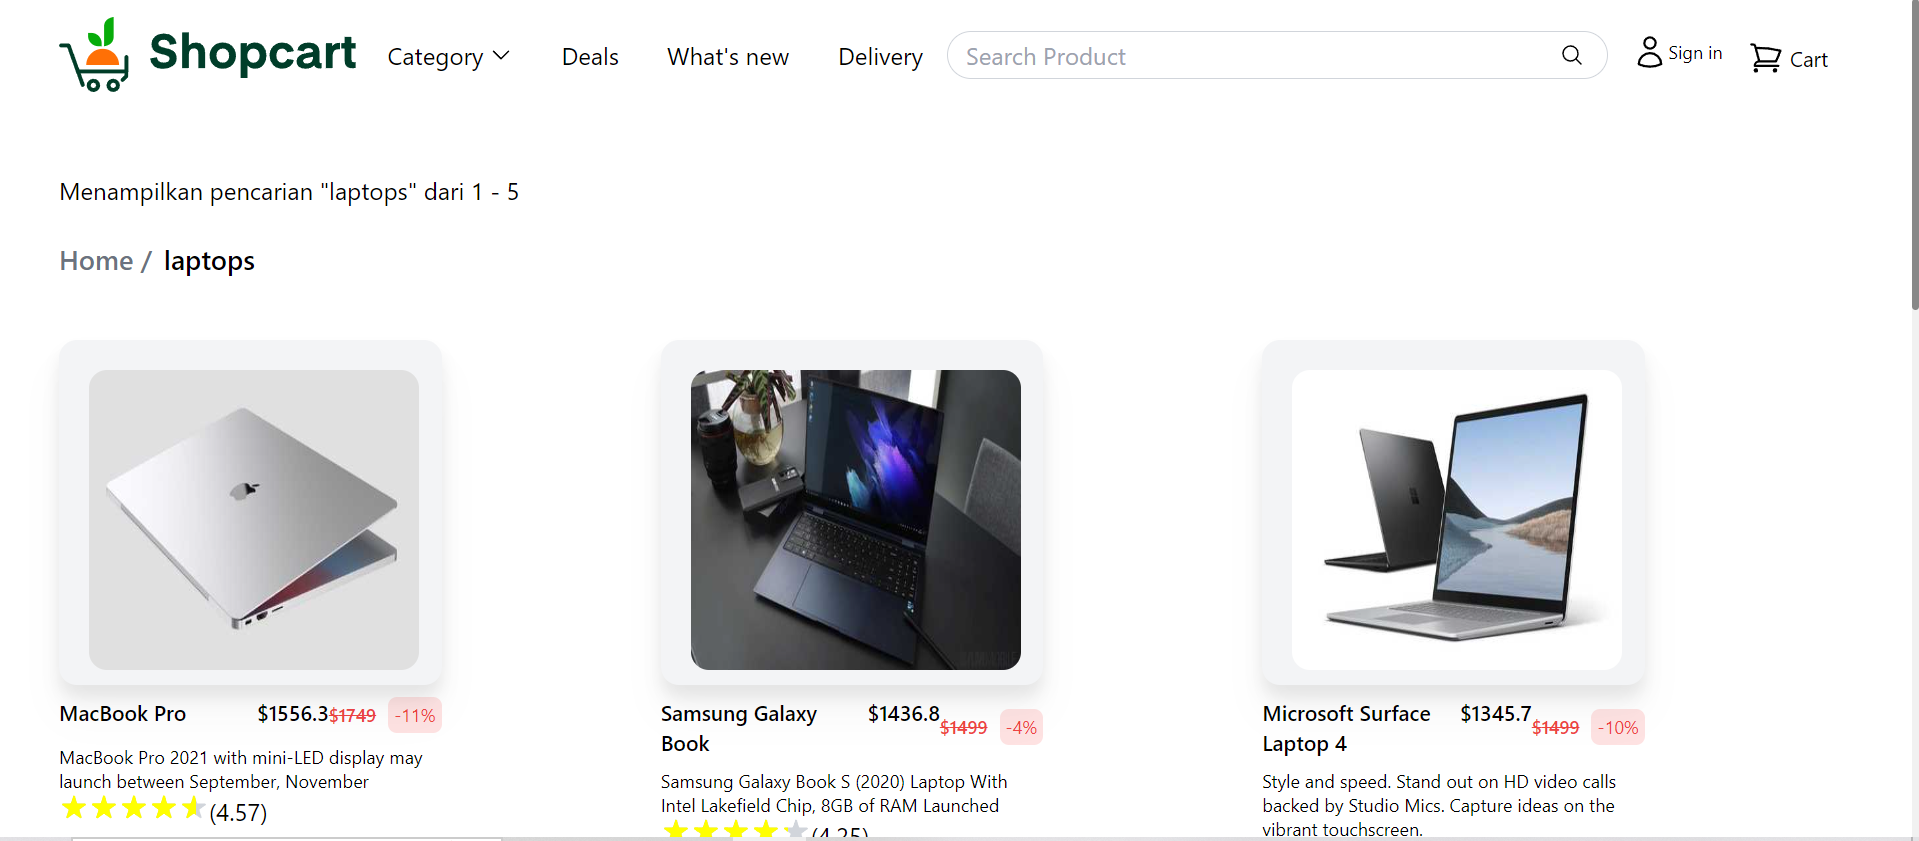 Shopcart
Category
Deals
What's new
Delivery
Search Product
Sign in
Cart
Menampilkan pencarian "laptops" dari 1 - 5
Home / laptops
MacBook Pro
$1556.3 $1749 -11%
MacBook Pro 2021 with mini-LED display may
launch between September, November
(4.57)
Samsung Galaxy
Book
$1436.8 $1499 -4%
Samsung Galaxy Book S (2020) Laptop With
Intel Lakefield Chip, 8GB of RAM Launched
(4.25)
Microsoft Surface
Laptop 4
$1345.7 $1499 -10%
Style and speed. Stand out on HD video calls
backed by Studio Mics. Capture ideas on the
vibrant touchscreen.